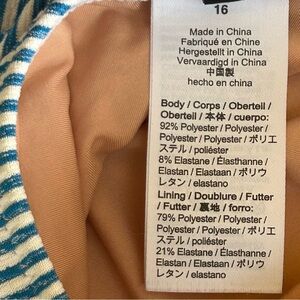 16
Made in China
Fabriqué en Chine
Hergestellt in China
Vervaardigd in China
中国製
hecho en china
Body / Corps / Oberteil /
Oberteil / 本体 / cuerpo:
92% Polyester / Polyester /
Polyester / Polyester / ポリエ
ステル / poliéster
8% Elastane / Élasthanne /
Elastan / Elastaan / ポリウ
レタン / elastano
Lining / Doublure / Futter
/ Futter / 裏地 / forro:
79% Polyester / Polyester /
Polyester / Polyester / ポリエ
ステル / poliéster
21% Elastane / Élasthanne /
Elastan / Elastaan / ポリウ
レタン / elastano